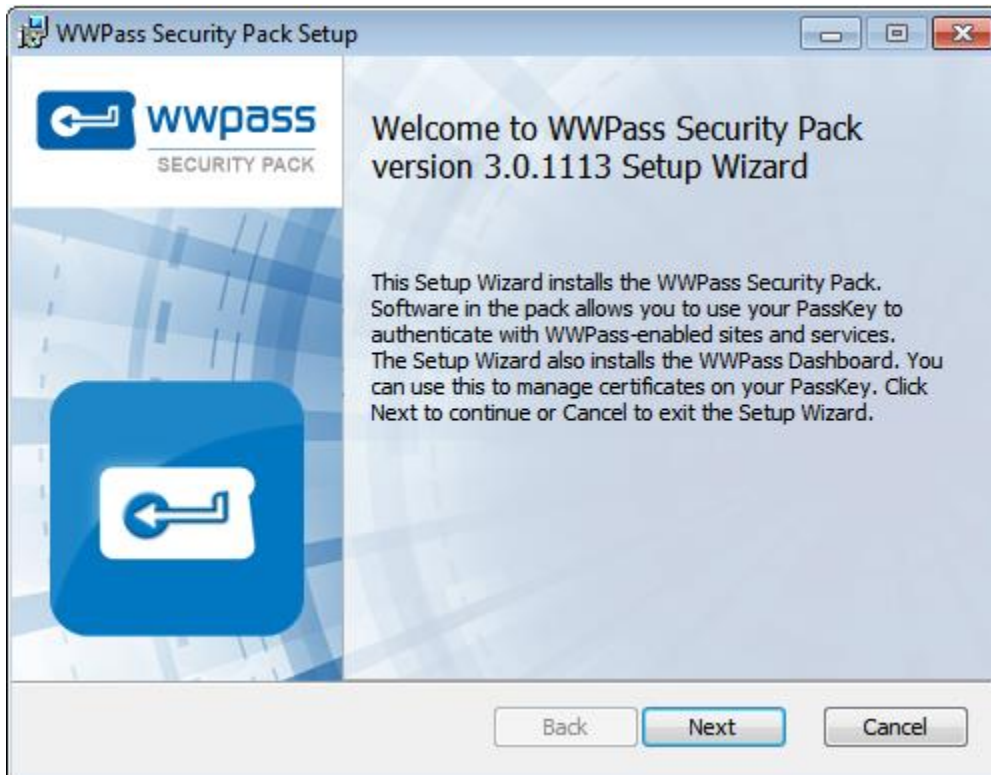 WWPass Security Pack Setup
wwpass
SECURITY PACK
Welcome to WWPass Security Pack
version 3.0.1113 Setup Wizard
This Setup Wizard installs the WWPass Security Pack.
Software in the pack allows you to use your PassKey to
authenticate with WWPass-enabled sites and services.
The Setup Wizard also installs the WWPass Dashboard. You
can use this to manage certificates on your PassKey. Click
Next to continue or Cancel to exit the Setup Wizard.
Back Next Cancel